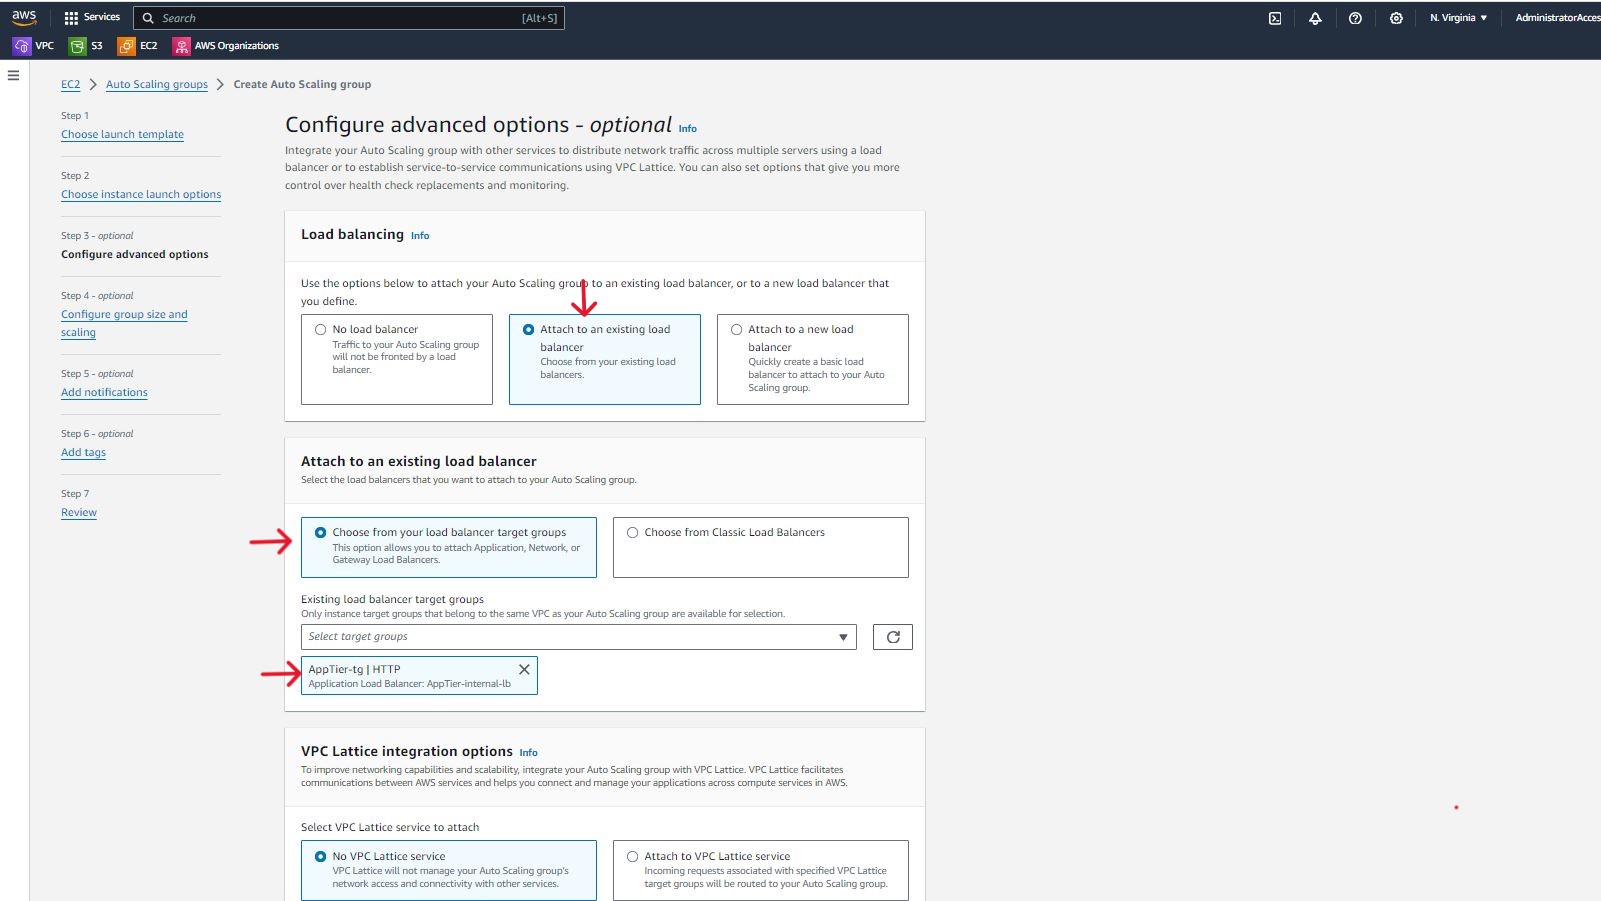 aws
Services
Search
[Alt+S]
N. Virginia
AdministratorAcces
VPC
S3
EC2
AWS Organizations
EC2
Auto Scaling groups
Create Auto Scaling group
Step 1
Choose launch template
Step 2
Choose instance launch options
Step 3 - optional
Configure advanced options
Step 4 - optional
Configure group size and
scaling
Step 5 - optional
Add notifications
Step 6 - optional
Add tags
Step 7
Review
Configure advanced options - optional Info
Integrate your Auto Scaling group with other services to distribute network traffic across multiple servers using a load
balancer or to establish service-to-service communications using VPC Lattice. You can also set options that give you more
control over health check replacements and monitoring.
Load balancing Info
Use the options below to attach your Auto Scaling group to an existing load balancer, or to a new load balancer that
you define.
No load balancer
Traffic to your Auto Scaling group
will not be fronted by a load
balancer.
Attach to an existing load
balancer
Choose from your existing load
balancers.
Attach to a new load
balancer
Quickly create a basic load
balancer to attach to your Auto
Scaling group.
Attach to an existing load balancer
Select the load balancers that you want to attach to your Auto Scaling group.
Choose from your load balancer target groups
This option allows you to attach Application, Network, or
Gateway Load Balancers.
Choose from Classic Load Balancers
Existing load balancer target groups
Only instance target groups that belong to the same VPC as your Auto Scaling group are available for selection.
Select target groups
AppTier-tg | HTTP
Application Load Balancer: AppTier-internal-lb
VPC Lattice integration options Info
To improve networking capabilities and scalability, integrate your Auto Scaling group with VPC Lattice. VPC Lattice facilitates
communications between AWS services and helps you connect and manage your applications across compute services in AWS.
Select VPC Lattice service to attach
No VPC Lattice service
VPC Lattice will not manage your Auto Scaling group's
network access and connectivity with other services.
Attach to VPC Lattice service
Incoming requests associated with specified VPC Lattice
target groups will be routed to your Auto Scaling group.